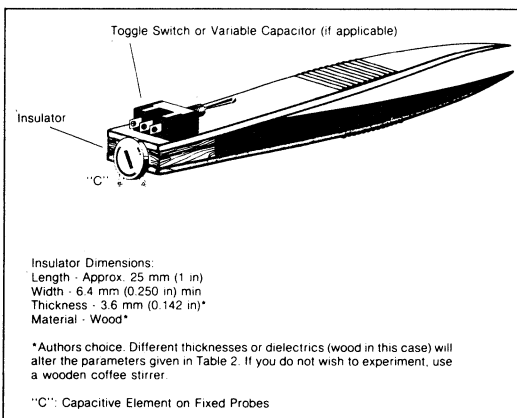 Toggle Switch or Variable Capacitor (if applicable)
Insulator
"C"
Insulator Dimensions:
Length - Approx. 25 mm (1 in)
Width - 6.4 mm (0.250 in) min
Thickness - 3.6 mm (0.142 in)*
Material - Wood*
*Authors choice. Different thicknesses or dielectrics (wood in this case) will
alter the parameters given in Table 2. If you do not wish to experiment, use
a wooden coffee stirrer.
"C": Capacitive Element on Fixed Probes